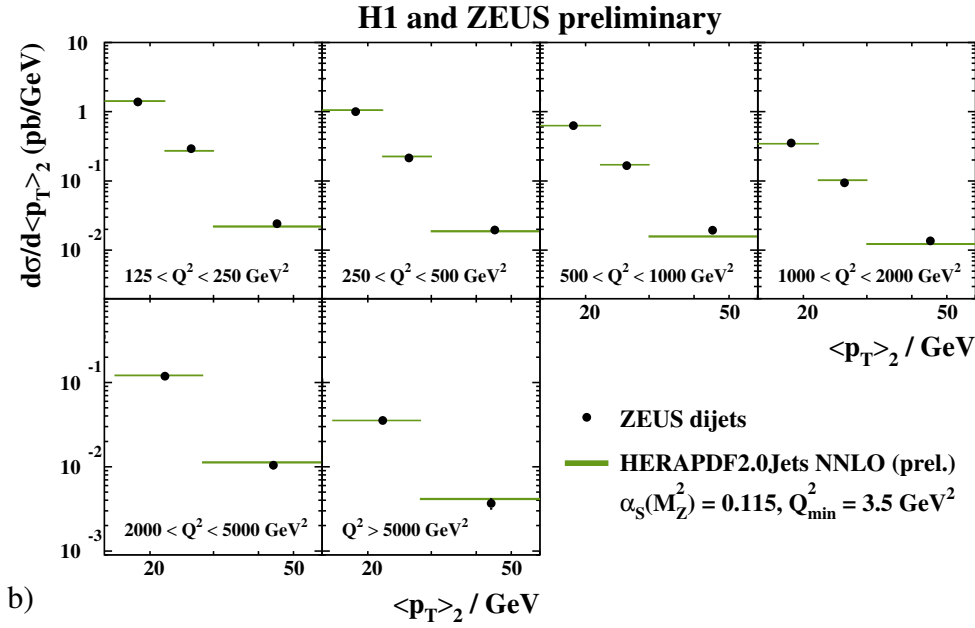 H1 and ZEUS preliminary
dσ/d<p_T>_2 (pb/GeV)
10
1
10^-1
10^-2
125 < Q^2 < 250 GeV^2
250 < Q^2 < 500 GeV^2
500 < Q^2 < 1000 GeV^2
1000 < Q^2 < 2000 GeV^2
20 50
20 50
<p_T>_2 / GeV
10^-1
10^-2
10^-3
2000 < Q^2 < 5000 GeV^2
Q^2 > 5000 GeV^2
20 50
20 50
<p_T>_2 / GeV
ZEUS dijets
HERAPDF2.0Jets NNLO (prel.)
α_S(M_Z^2) = 0.115, Q_min^2 = 3.5 GeV^2
b)